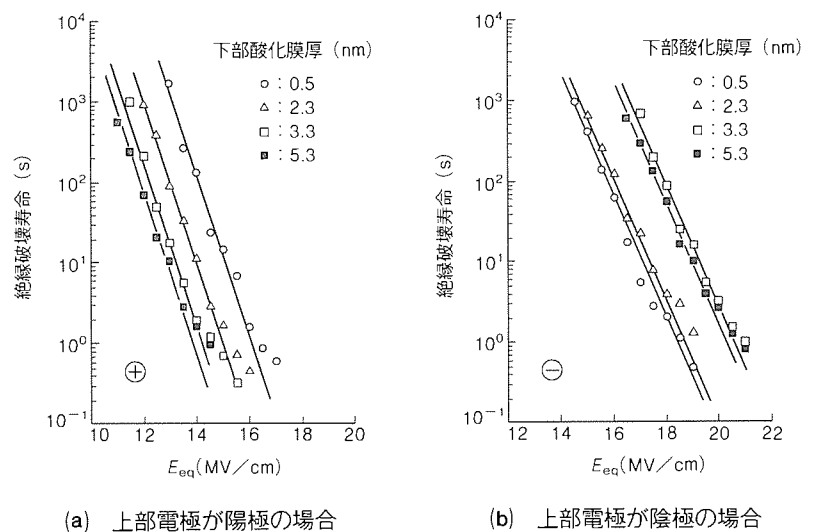 10⁴
10³
10²
10¹
10⁰
10⁻¹
絶縁破壊寿命 (s)
下部酸化膜厚 (nm)
○ : 0.5
△ : 2.3
□ : 3.3
■ : 5.3
+
10 12 14 16 18 20
E_eq (MV／cm)
(a) 上部電極が陽極の場合
10⁴
10³
10²
10¹
10⁰
10⁻¹
絶縁破壊寿命 (s)
下部酸化膜厚 (nm)
○ : 0.5
△ : 2.3
□ : 3.3
■ : 5.3
−
12 14 16 18 20 22
E_eq (MV／cm)
(b) 上部電極が陰極の場合